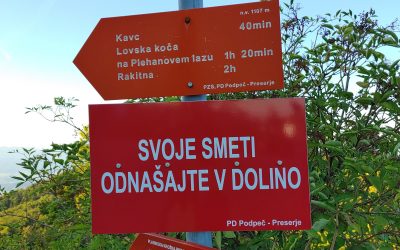 n.v. 1107 m
Kavc 40min
Lovska koča
na Plehanovem lazu 1h 20min
Rakitna 2h
PZS, PD Podpeč - Preserje
SVOJE SMETI
ODNAŠAJTE V DOLINO
PD Podpeč - Preserje